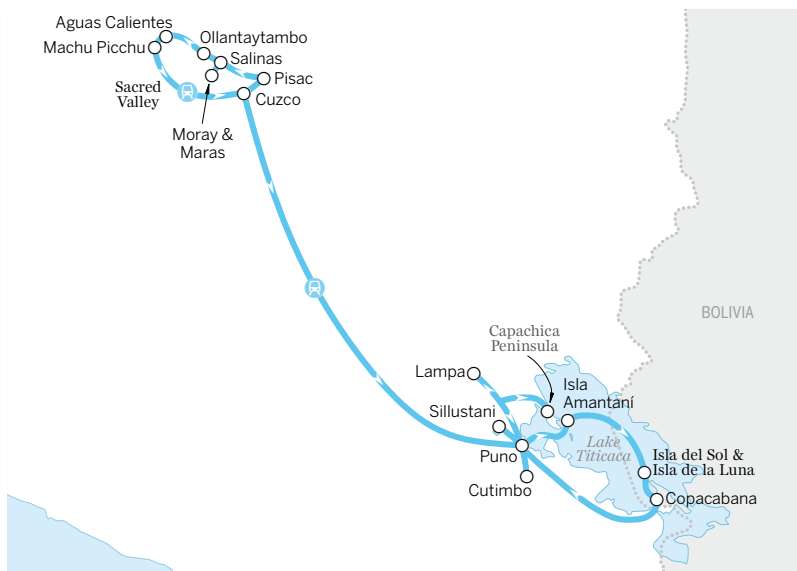 Aguas Calientes
Machu Picchu
Ollantaytambo
Salinas
Pisac
Sacred
Valley
Cuzco
Moray &
Maras
BOLIVIA
Capachica
Peninsula
Lampa
Isla
Amantaní
Sillustani
Lake
Titicaca
Puno
Isla del Sol &
Isla de la Luna
Cutimbo
Copacabana